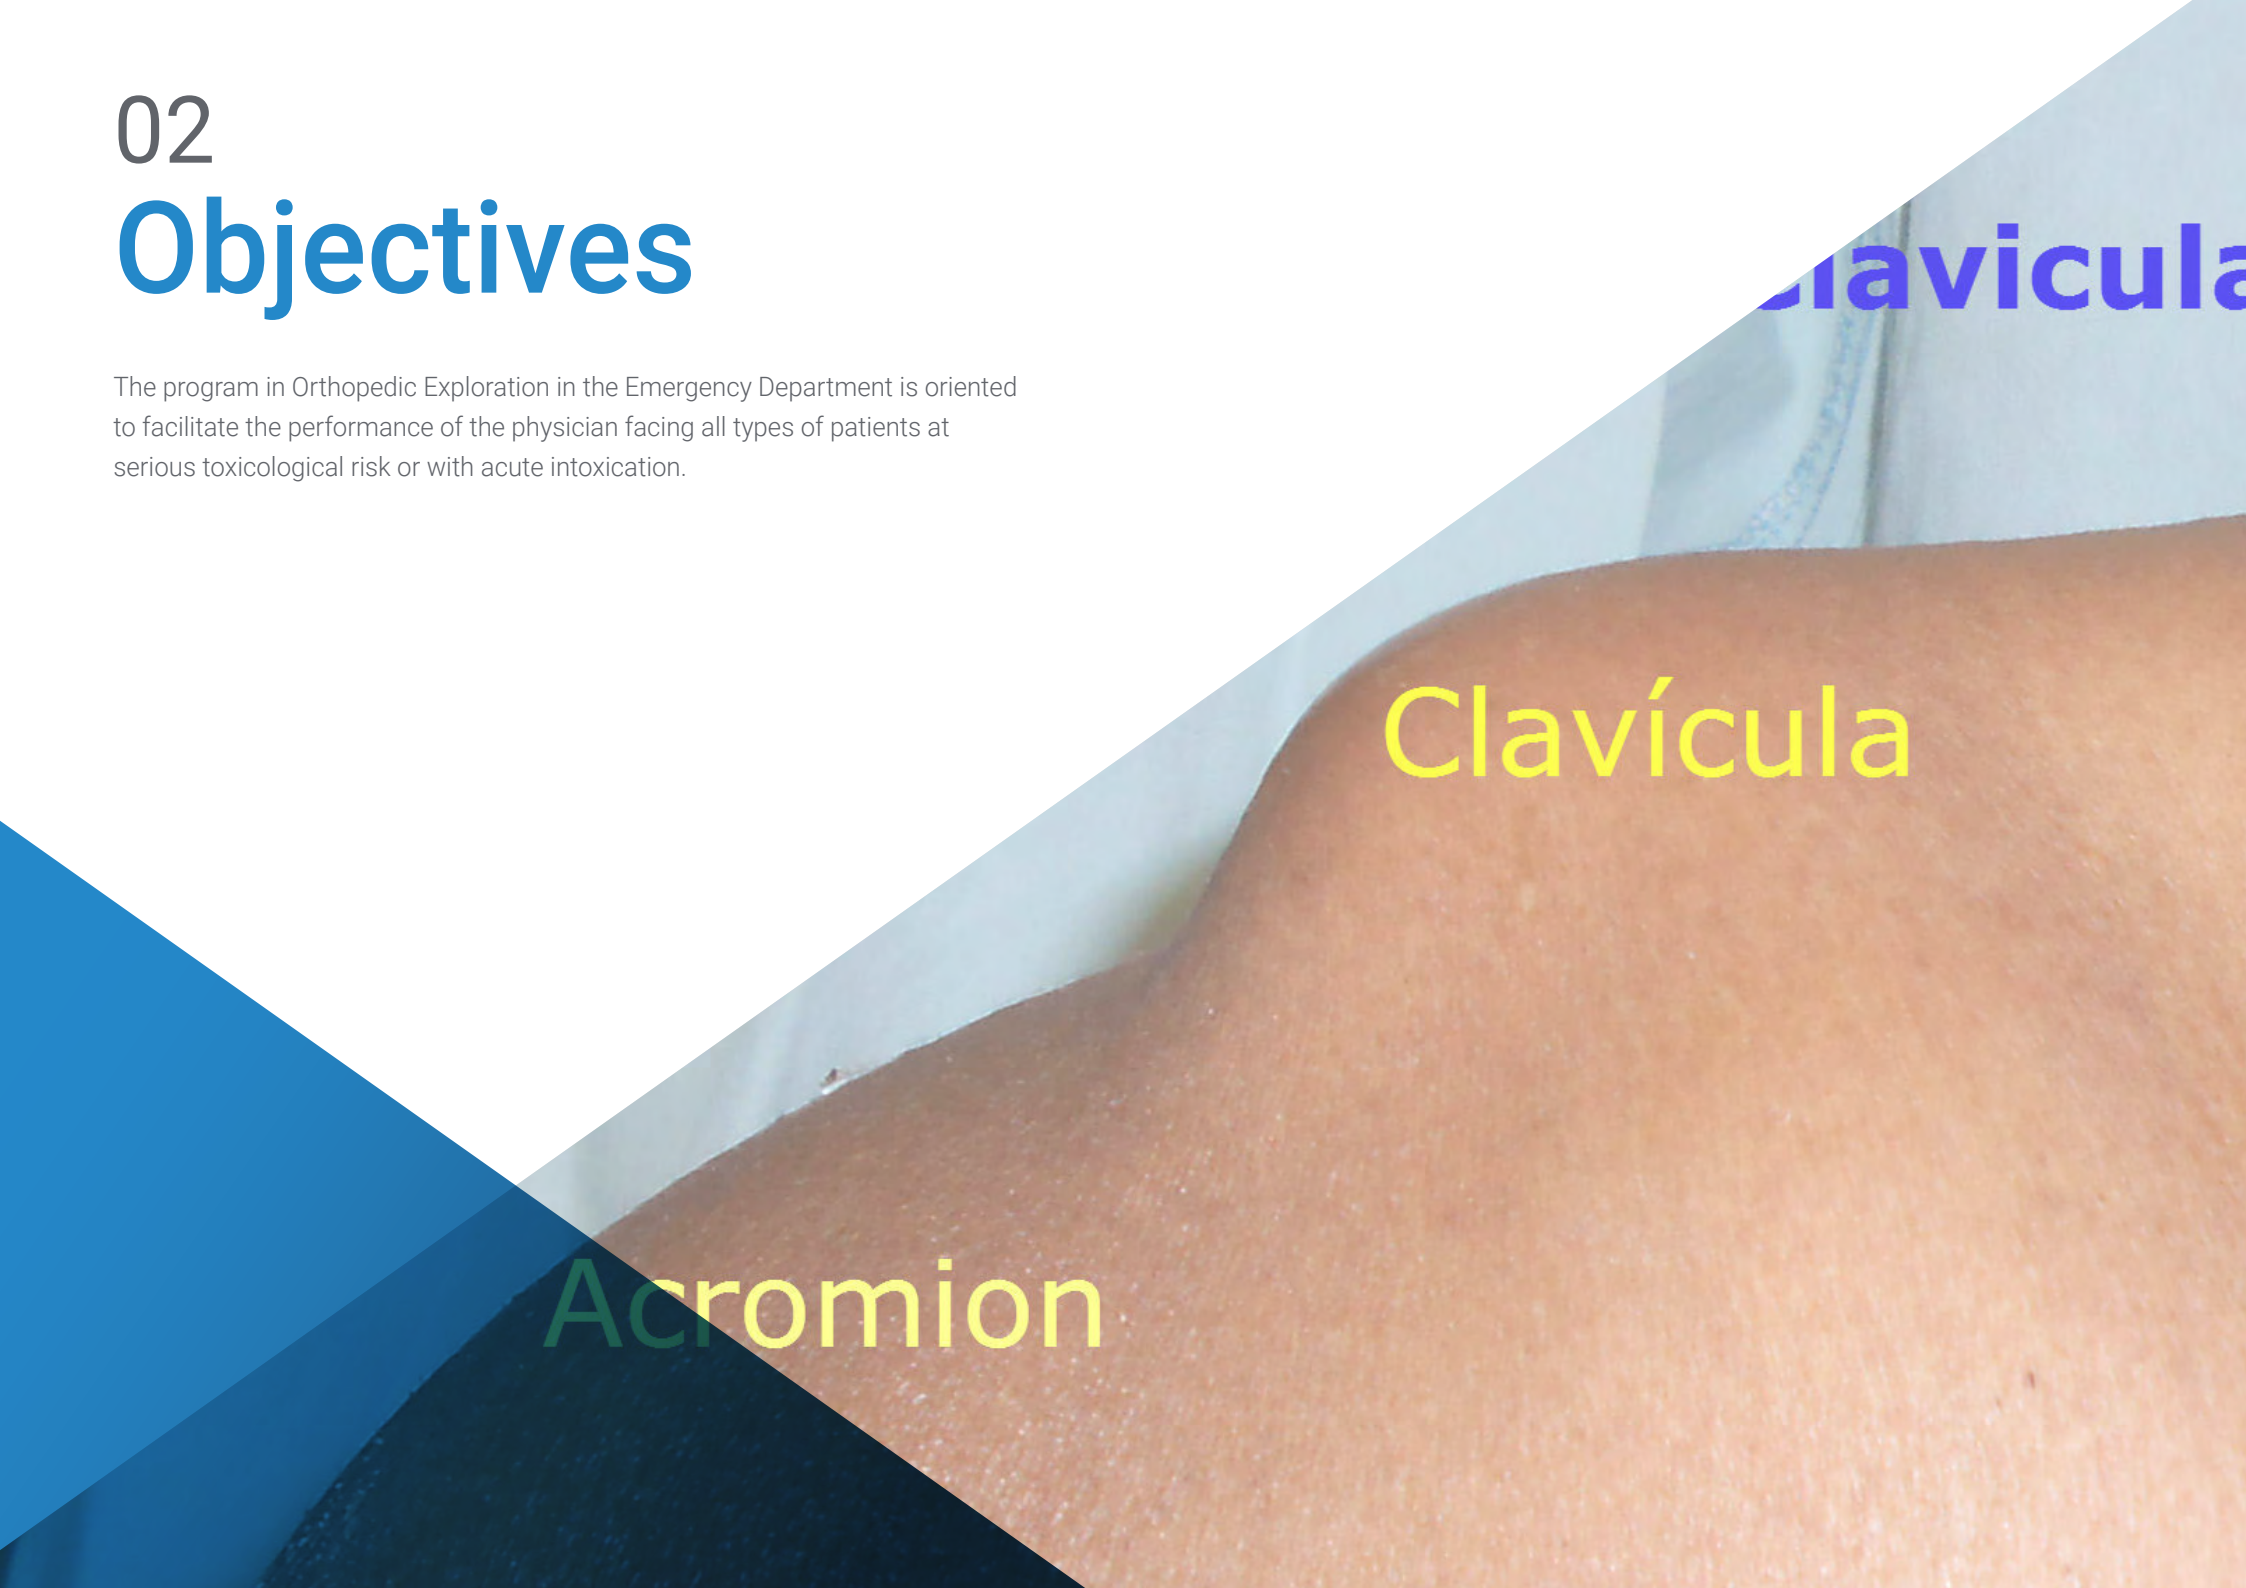 02
Objectives
The program in Orthopedic Exploration in the Emergency Department is oriented
to facilitate the performance of the physician facing all types of patients at
serious toxicological risk or with acute intoxication.
Clavícula
Acromion